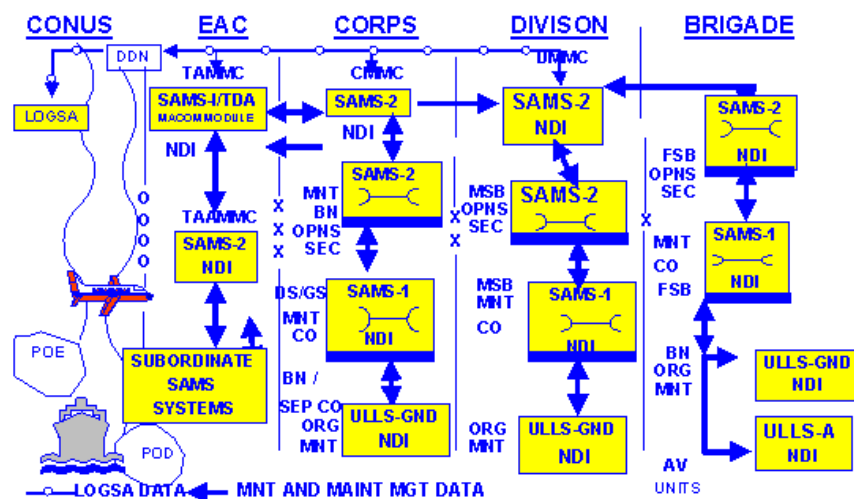 CONUS
EAC
CORPS
DIVISON
BRIGADE
DDN
LOGSA
POE
POD
TAMMC
SAMS-I/TDA
MACOMMODULE
NDI
TAAMMC
SAMS-2
NDI
SUBORDINATE
SAMS
SYSTEMS
CMMC
SAMS-2
NDI
MNT
BN
OPNS
SEC
SAMS-2
DS/GS
MNT
CO
SAMS-1
NDI
BN /
SEP CO
ORG
MNT
ULLS-GND
NDI
DMMC
SAMS-2
NDI
MSB
OPNS
SEC
SAMS-2
MSB
MNT
CO
SAMS-1
NDI
ORG
MNT
ULLS-GND
NDI
SAMS-2
NDI
FSB
OPNS
SEC
SAMS-1
NDI
MNT
CO
FSB
BN
ORG
MNT
ULLS-GND
NDI
ULLS-A
NDI
AV
UNITS
O
O
O
O
X
X
X
X
X
X
LOGSA DATA
MNT AND MAINT MGT DATA